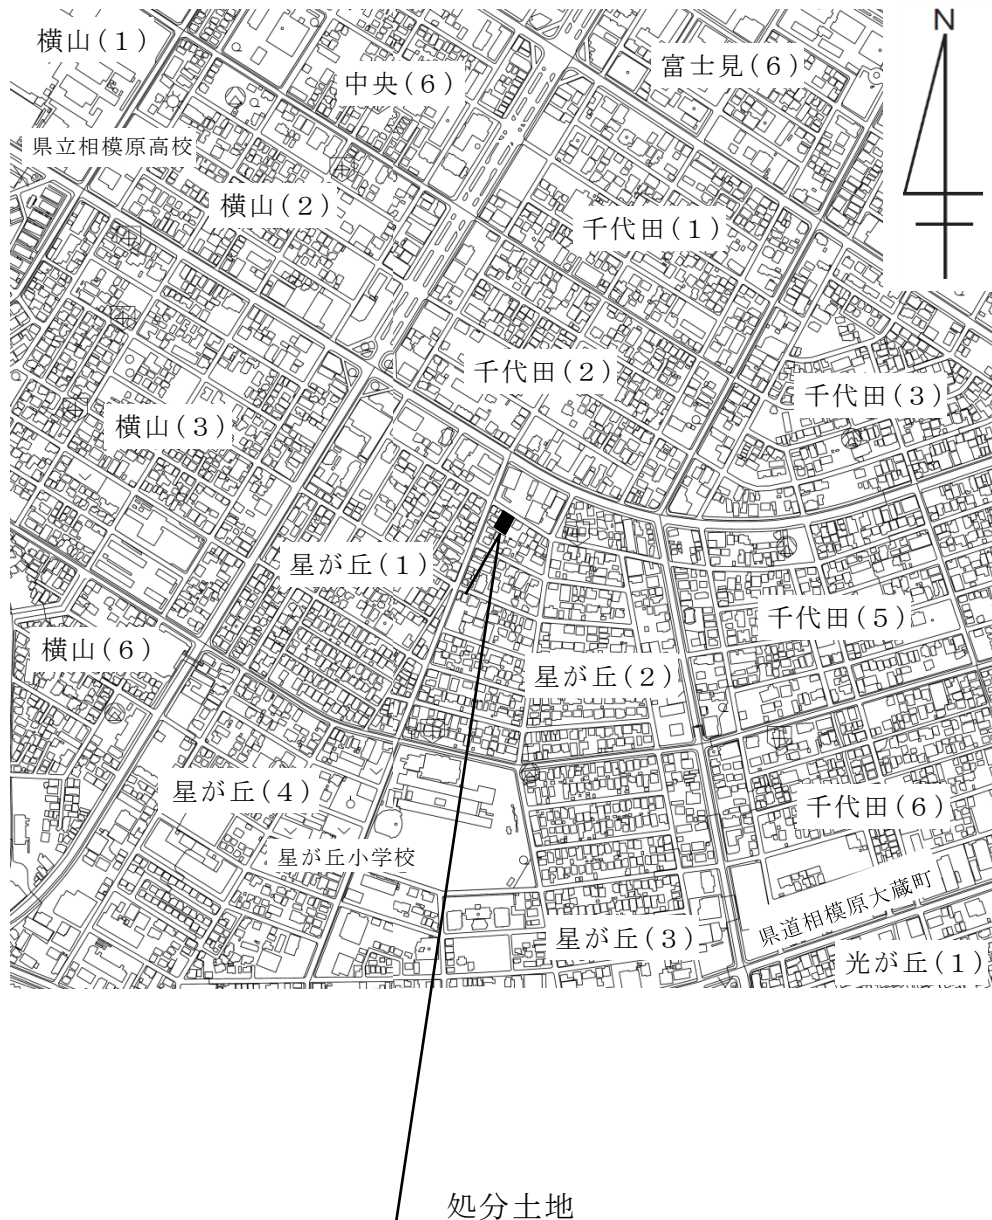 N
横山(1)
中央(6)
富士見(6)
県立相模原高校
横山(2)
千代田(1)
千代田(2)
千代田(3)
横山(3)
星が丘(1)
千代田(5)
横山(6)
星が丘(2)
星が丘(4)
千代田(6)
星が丘小学校
県道相模原大蔵町
星が丘(3)
光が丘(1)
処分土地